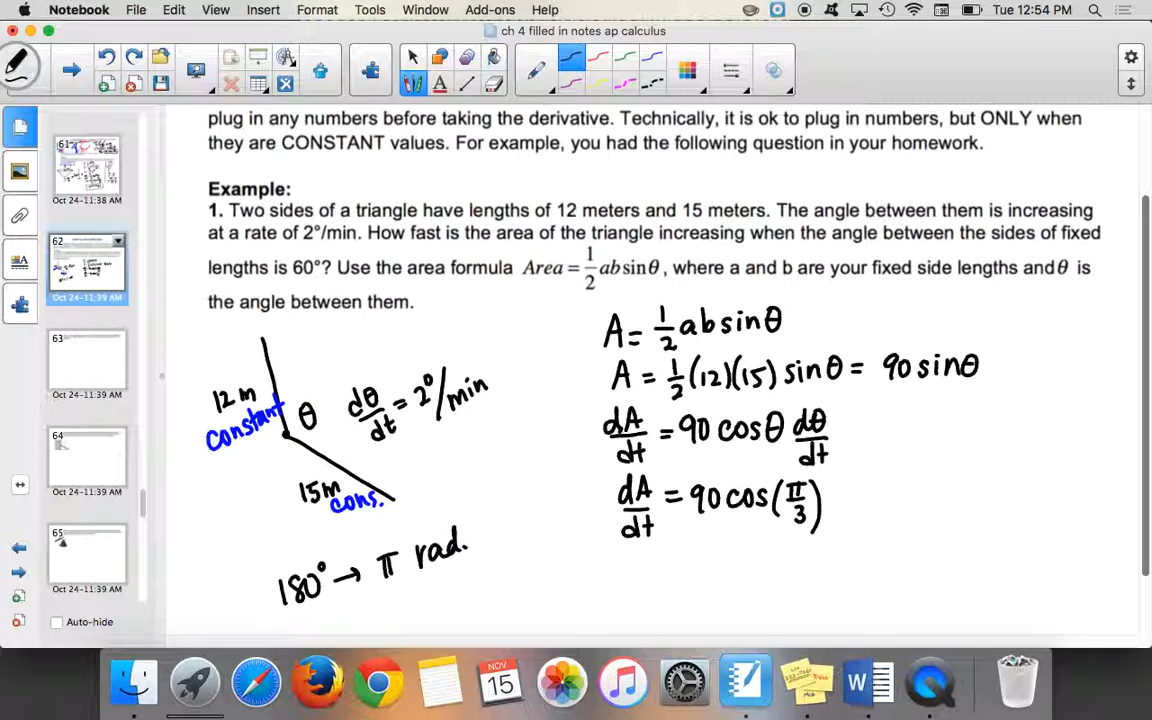 Notebook File Edit View Insert Format Tools Window Add-ons Help Tue 12:54 PM
ch 4 filled in notes ap calculus
plug in any numbers before taking the derivative. Technically, it is ok to plug in numbers, but ONLY when
they are CONSTANT values. For example, you had the following question in your homework.
Example:
1. Two sides of a triangle have lengths of 12 meters and 15 meters. The angle between them is increasing
at a rate of 2°/min. How fast is the area of the triangle increasing when the angle between the sides of fixed
lengths is 60°? Use the area formula Area = 1/2 ab sinθ, where a and b are your fixed side lengths and θ is
the angle between them.
12m
constant
θ
dθ/dt = 2°/min
15m
cons.
180° → π rad.
A = 1/2 ab sinθ
A = 1/2 (12)(15) sinθ = 90 sinθ
dA/dt = 90 cosθ dθ/dt
dA/dt = 90 cos(π/3)
61
Oct 24-11:38 AM
62
Oct 24-11:39 AM
63
Oct 24-11:39 AM
64
Oct 24-11:39 AM
65
Oct 24-11:39 AM
Auto-hide
NOV
15
W